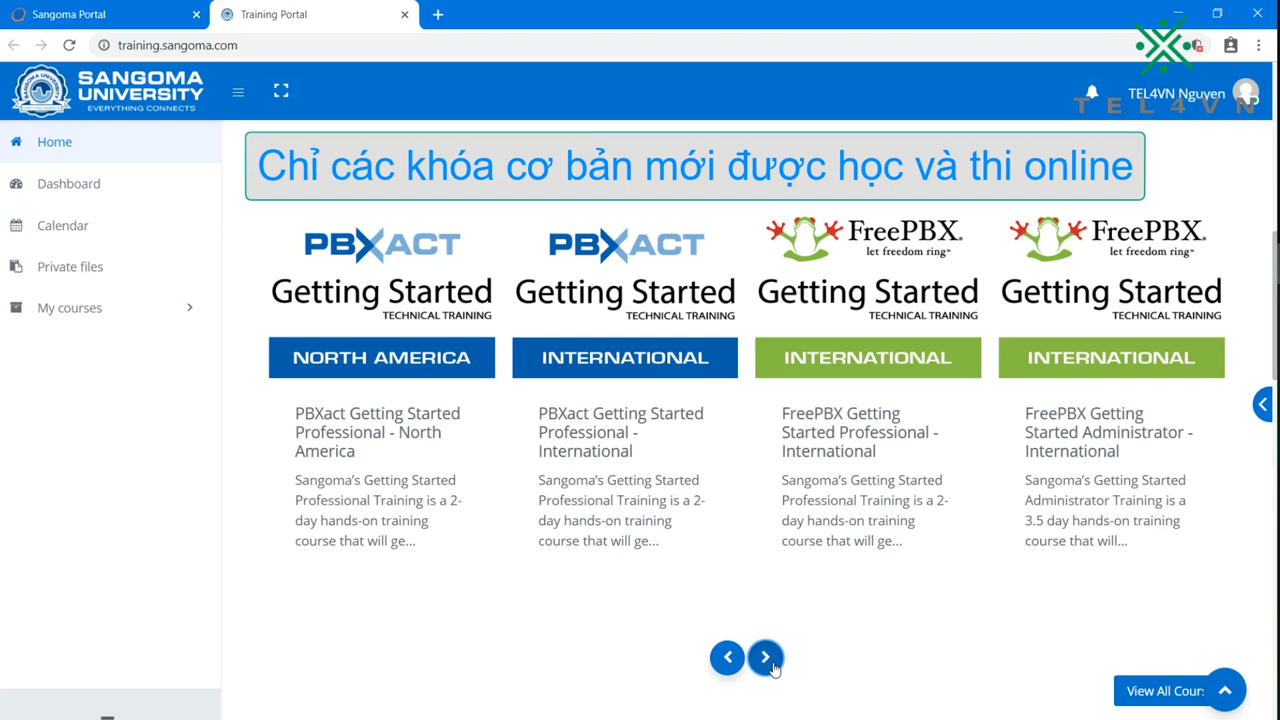 Sangoma Portal
Training Portal
training.sangoma.com
SANGOMA
UNIVERSITY
EVERYTHING CONNECTS
TEL4VN Nguyen
TEL4VN
Home
Dashboard
Calendar
Private files
My courses
Chỉ các khóa cơ bản mới được học và thi online
PBXACT
Getting Started
TECHNICAL TRAINING
NORTH AMERICA
PBXact Getting Started
Professional - North
America
Sangoma's Getting Started
Professional Training is a 2-
day hands-on training
course that will ge...
PBXACT
Getting Started
TECHNICAL TRAINING
INTERNATIONAL
PBXact Getting Started
Professional -
International
Sangoma's Getting Started
Professional Training is a 2-
day hands-on training
course that will ge...
FreePBX.
let freedom ring™
Getting Started
TECHNICAL TRAINING
INTERNATIONAL
FreePBX Getting
Started Professional -
International
Sangoma's Getting Started
Professional Training is a 2-
day hands-on training
course that will ge...
FreePBX.
let freedom ring™
Getting Started
TECHNICAL TRAINING
INTERNATIONAL
FreePBX Getting
Started Administrator -
International
Sangoma's Getting Started
Administrator Training is a
3.5 day hands-on training
course that will...
View All Cour